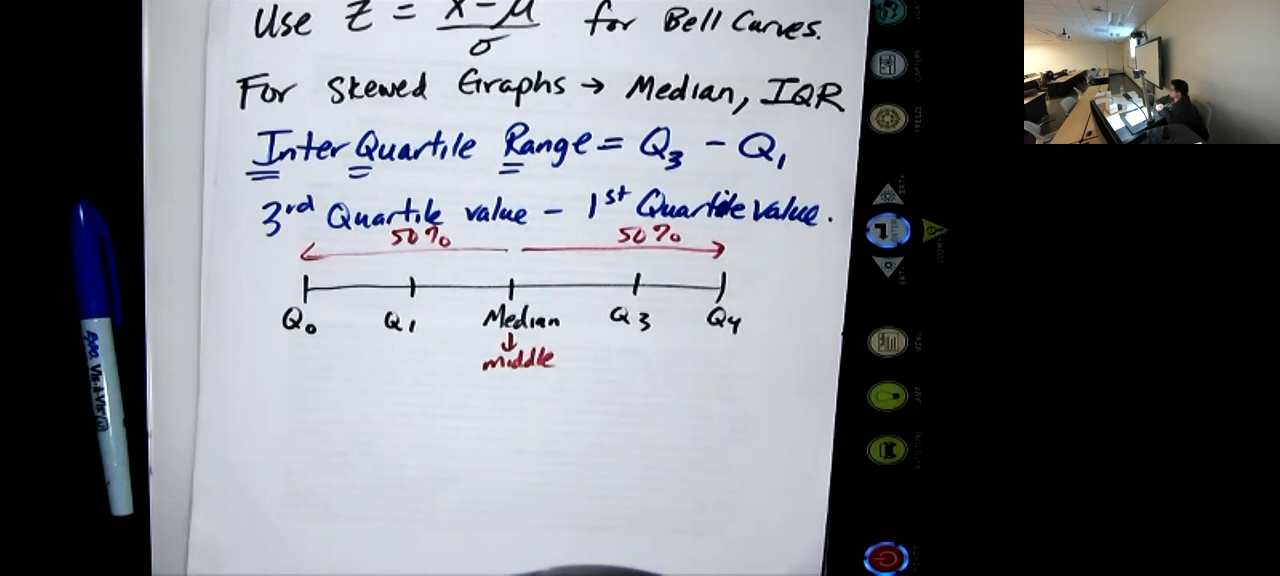 Use Z = x - μ / σ for Bell Curves.
For Skewed Graphs → Median, IQR
Inter Quartile Range = Q3 - Q1
3rd Quartile value - 1st Quartile value.
50% 50%
Q0 Q1 Median Q3 Q4
↓
middle